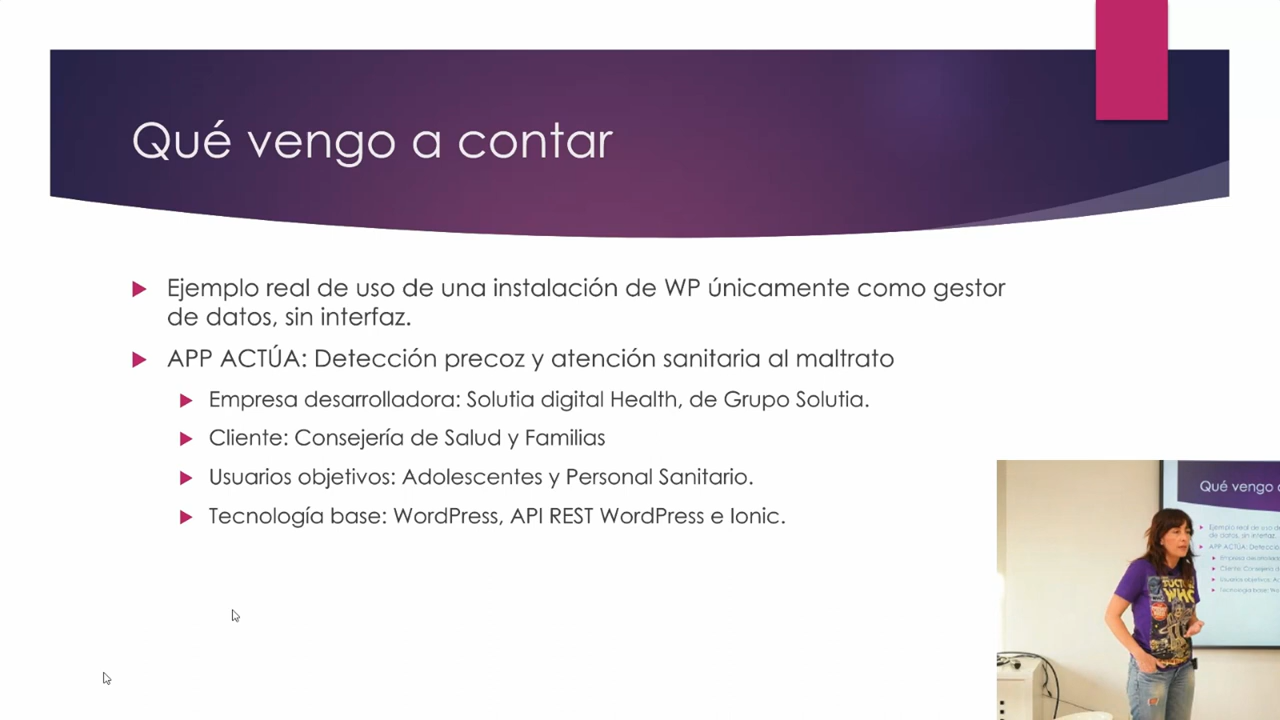 Qué vengo a contar
Ejemplo real de uso de una instalación de WP únicamente como gestor
de datos, sin interfaz.
APP ACTÚA: Detección precoz y atención sanitaria al maltrato
Empresa desarrolladora: Solutia digital Health, de Grupo Solutia.
Cliente: Consejería de Salud y Familias
Usuarios objetivos: Adolescentes y Personal Sanitario.
Tecnología base: WordPress, API REST WordPress e Ionic.
Qué vengo
WHO